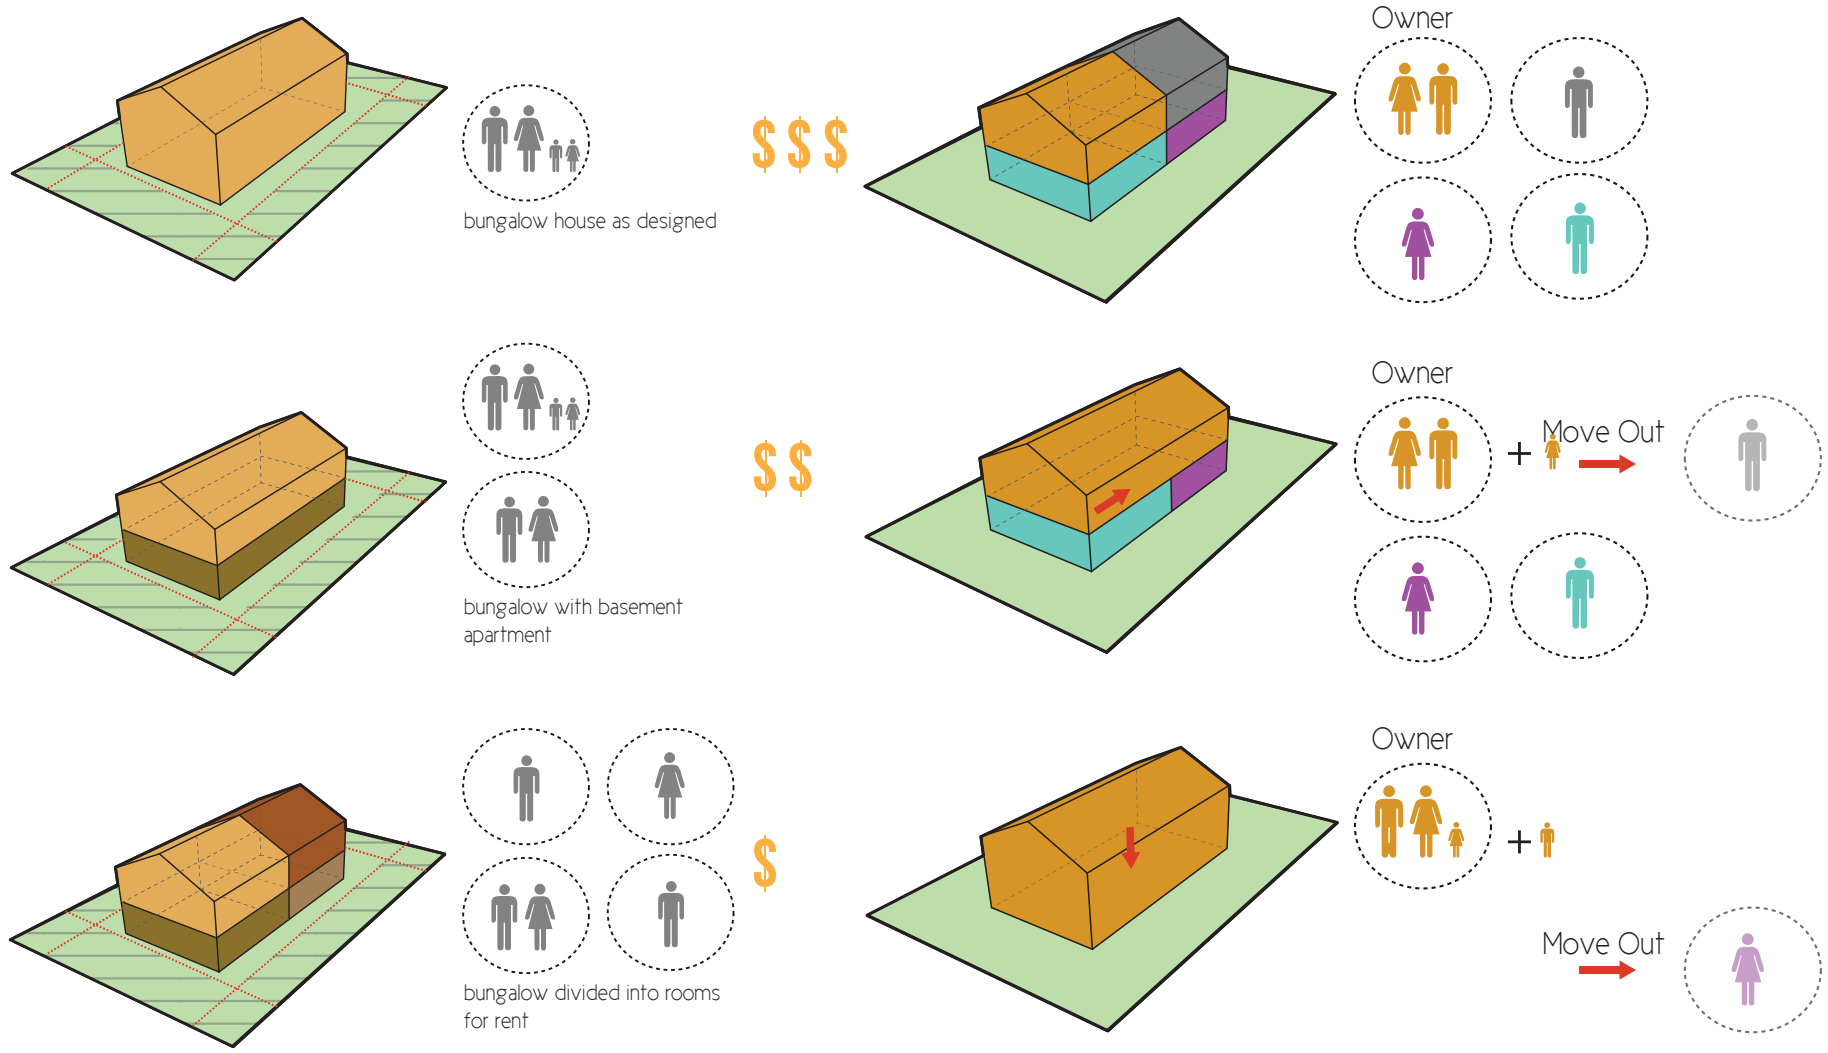 Owner
bungalow house as designed
$ $ $
Owner
+ Move Out
bungalow with basement
apartment
$ $
Owner
+
bungalow divided into rooms
for rent
$
Move Out